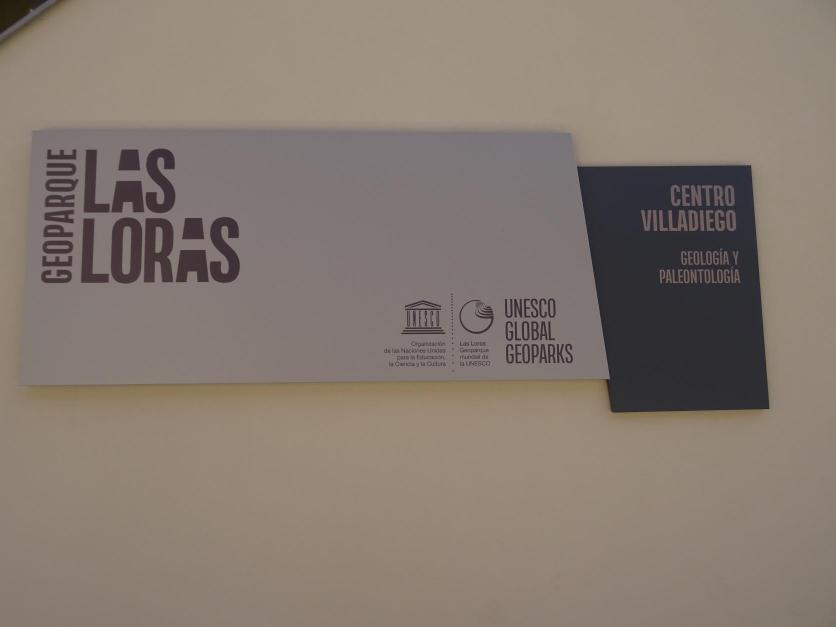 GEOPARQUE
LAS
LORAS
UNESCO
Organización
de las Naciones Unidas
para la Educación,
la Ciencia y la Cultura
Las Loras
Geoparque
mundial de
la UNESCO
UNESCO
GLOBAL
GEOPARKS
CENTRO
VILLADIEGO
GEOLOGÍA Y
PALEONTOLOGÍA